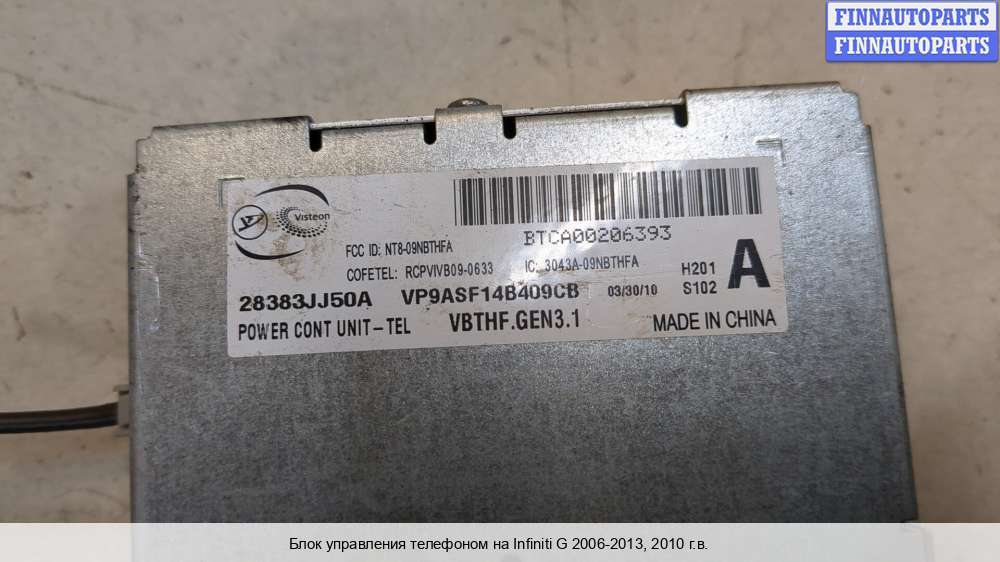 FINNAUTOPARTS
FINNAUTOPARTS
Visteon
BTCA00206393
FCC ID: NT8-09NBTHFA
COFETEL: RCPVIVB09-0633 IC: 3043A-09NBTHFA
H201 A
28383JJ50A VP9ASF14B409CB 03/30/10 S102
POWER CONT UNIT-TEL VBTHF.GEN3.1 MADE IN CHINA
Блок управления телефоном на Infiniti G 2006-2013, 2010 г.в.